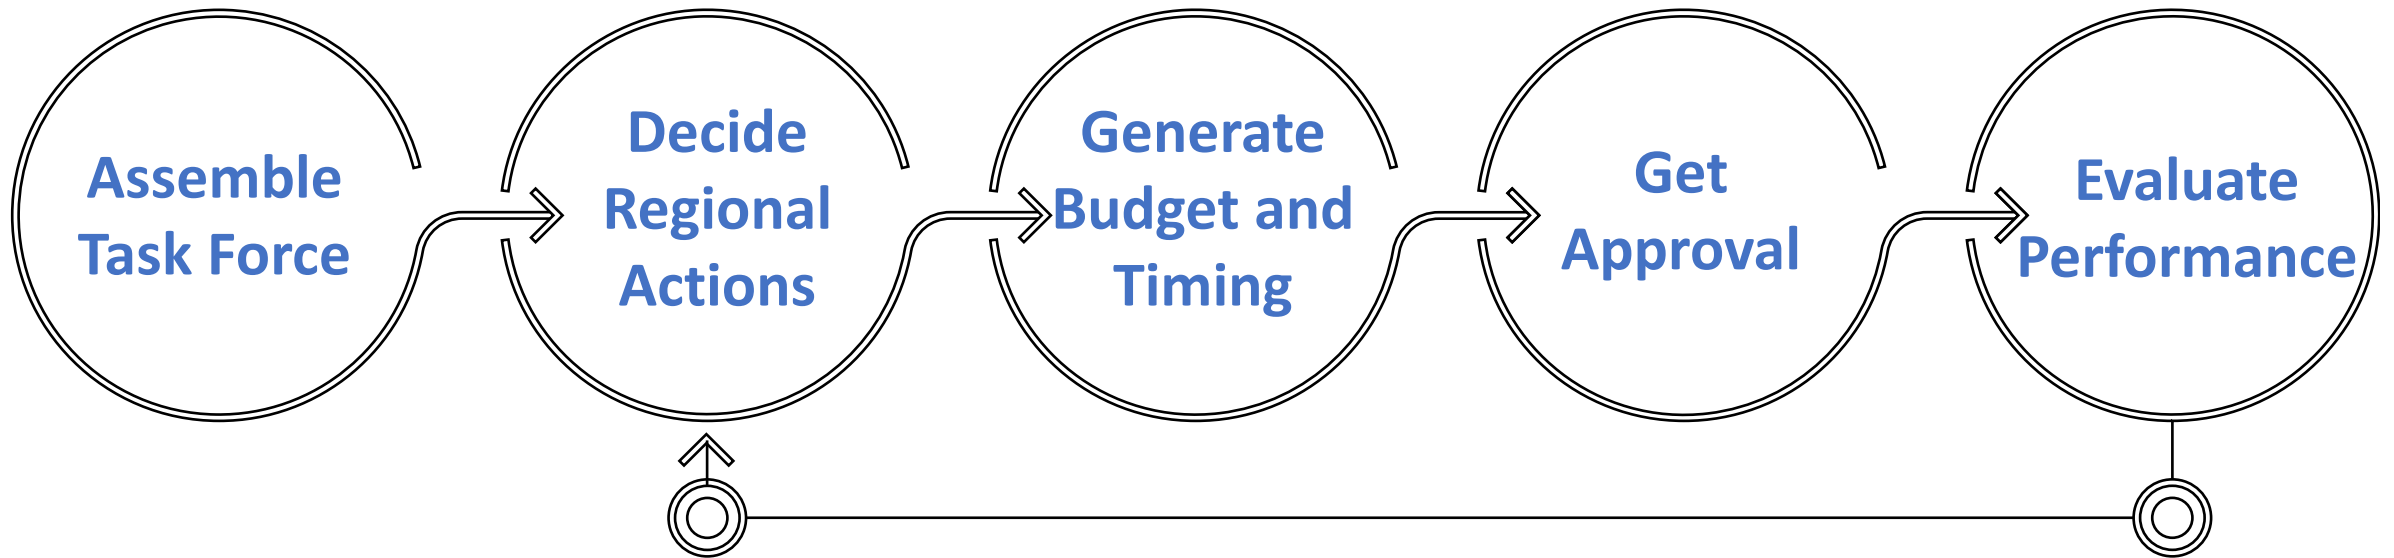 Assemble
Task Force
Decide
Regional
Actions
Generate
Budget and
Timing
Get
Approval
Evaluate
Performance